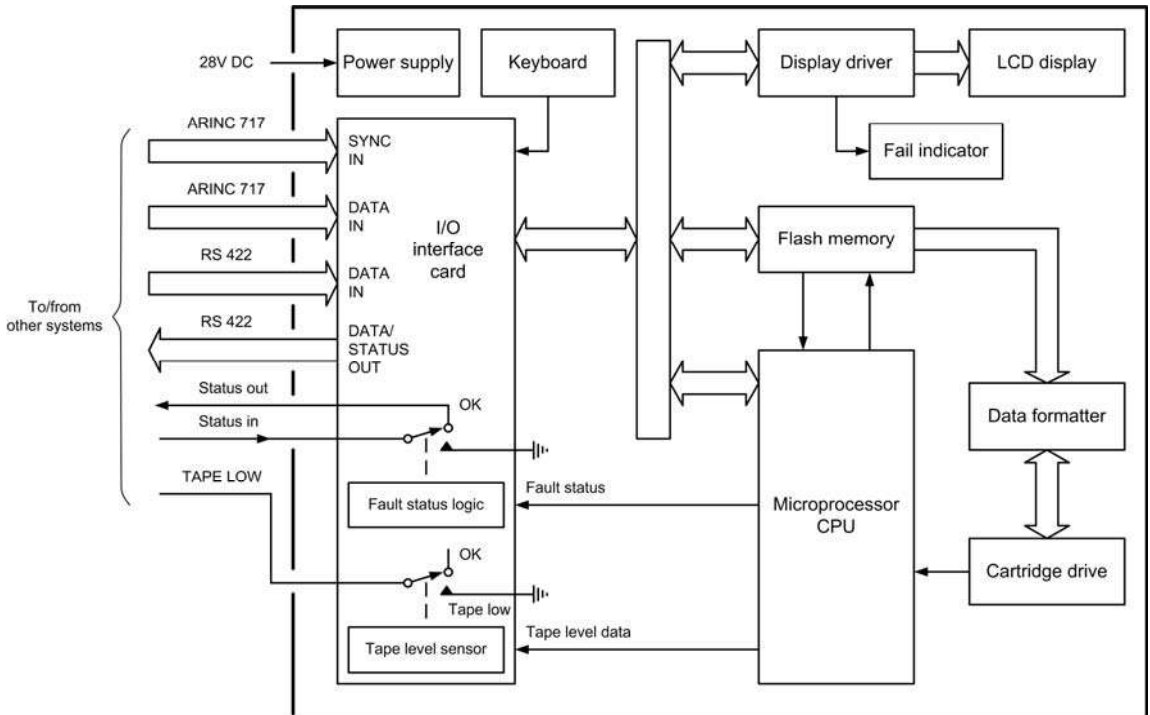 28V DC
Power supply
Keyboard
Display driver
LCD display
Fail indicator
ARINC 717
SYNC
IN
ARINC 717
DATA
IN
I/O
interface
card
RS 422
DATA
IN
RS 422
DATA/
STATUS
OUT
To/from
other systems
Flash memory
Status out
OK
Status in
Data formatter
TAPE LOW
Fault status logic
Fault status
Microprocessor
CPU
OK
Tape low
Cartridge drive
Tape level sensor
Tape level data